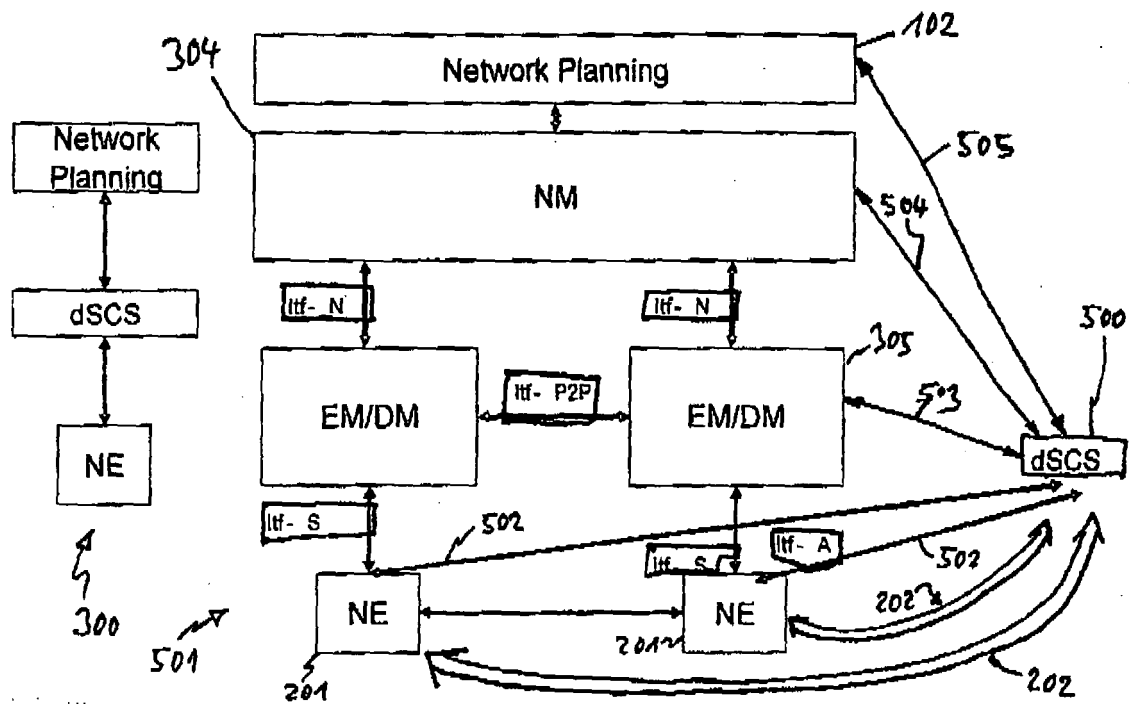 102
304
Network Planning
Network
Planning
505
NM
504
dSCS
Itf- N
Itf- N
500
305
Itf- P2P
EM/DM
EM/DM
503
dSCS
NE
Itf- S
502
Itf- A
Itf- S
502
NE
NE
202
300
501
201
201
202